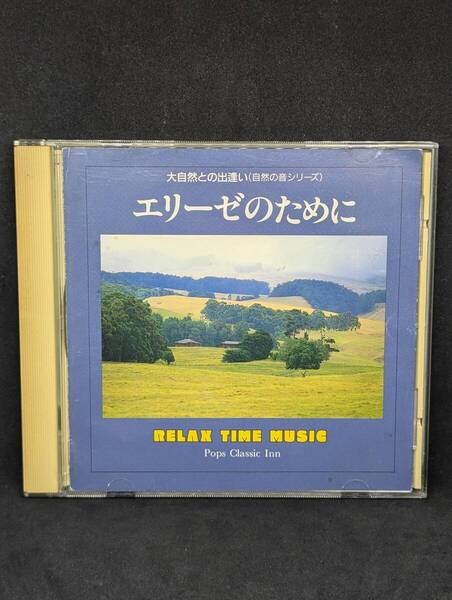 大自然との出逢い(自然の音シリーズ)
エリーゼのために
RELAX TIME MUSIC
Pops Classic Inn